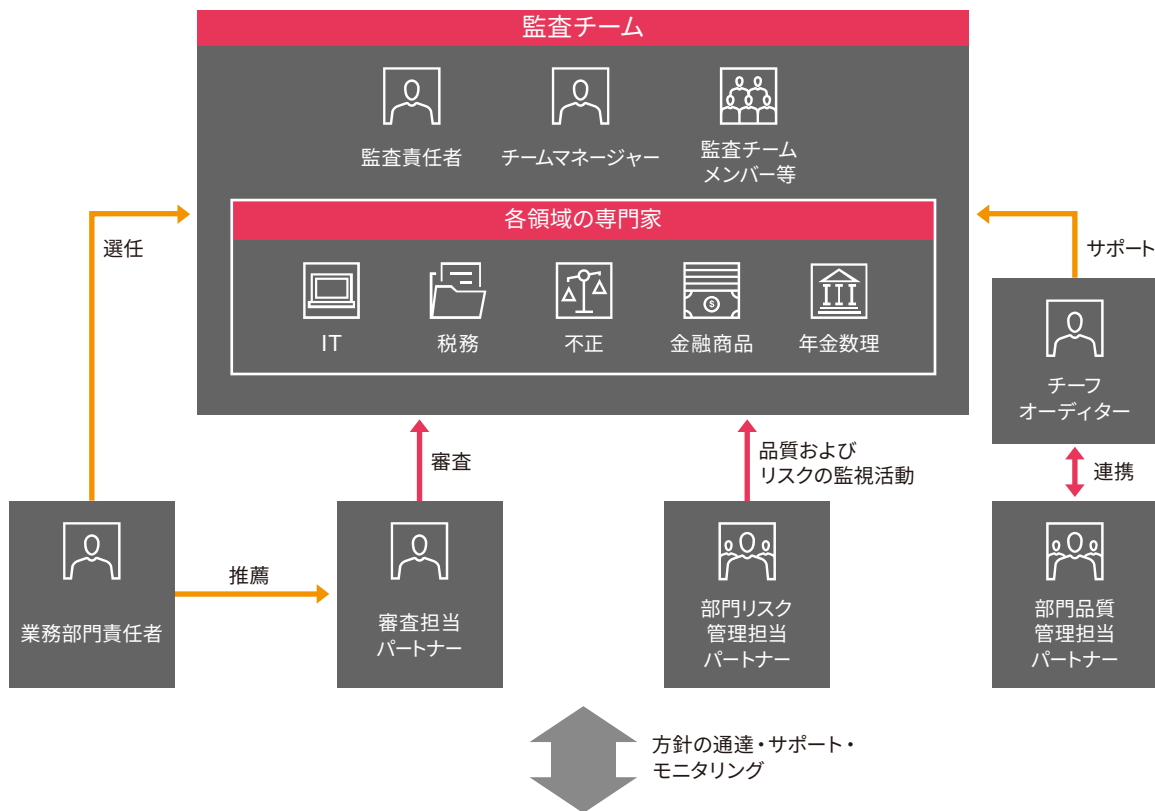 監査チーム
監査責任者
チームマネージャー
監査チーム
メンバー等
各領域の専門家
IT
税務
不正
$
金融商品
年金数理
選任
サポート
チーフ
オーディター
審査
品質および
リスクの監視活動
連携
推薦
業務部門責任者
審査担当
パートナー
部門リスク
管理担当
パートナー
部門品質
管理担当
パートナー
方針の通達・サポート・
モニタリング